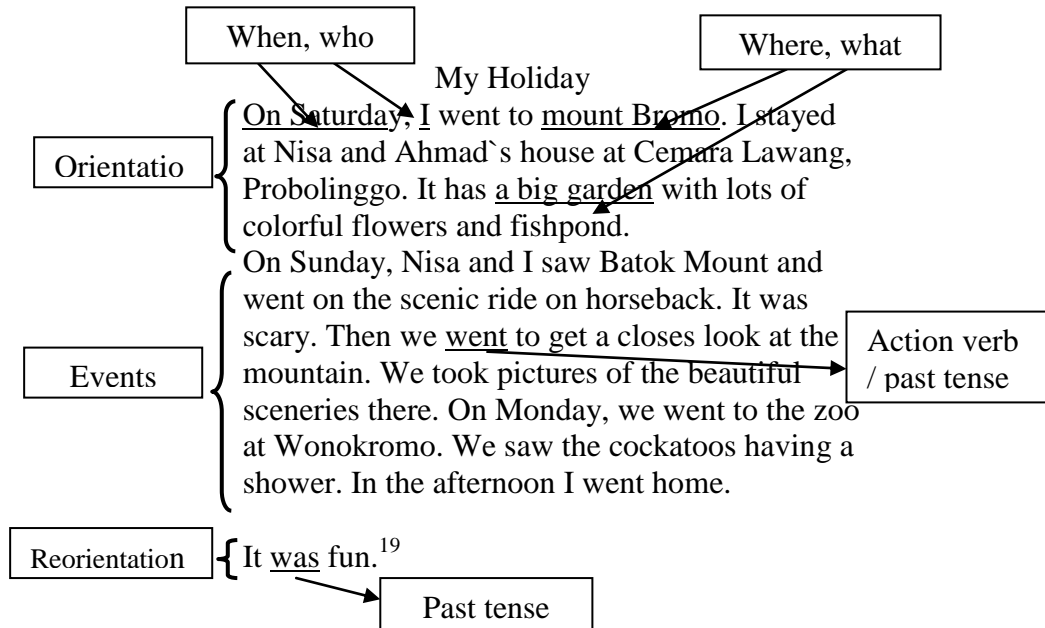 When, who
Where, what
My Holiday
On Saturday, I went to mount Bromo. I stayed
at Nisa and Ahmad`s house at Cemara Lawang,
Probolinggo. It has a big garden with lots of
colorful flowers and fishpond.
Orientatio
On Sunday, Nisa and I saw Batok Mount and
went on the scenic ride on horseback. It was
scary. Then we went to get a closes look at the
mountain. We took pictures of the beautiful
sceneries there. On Monday, we went to the zoo
at Wonokromo. We saw the cockatoos having a
shower. In the afternoon I went home.
Events
Action verb
/ past tense
Reorientation
It was fun.19
Past tense